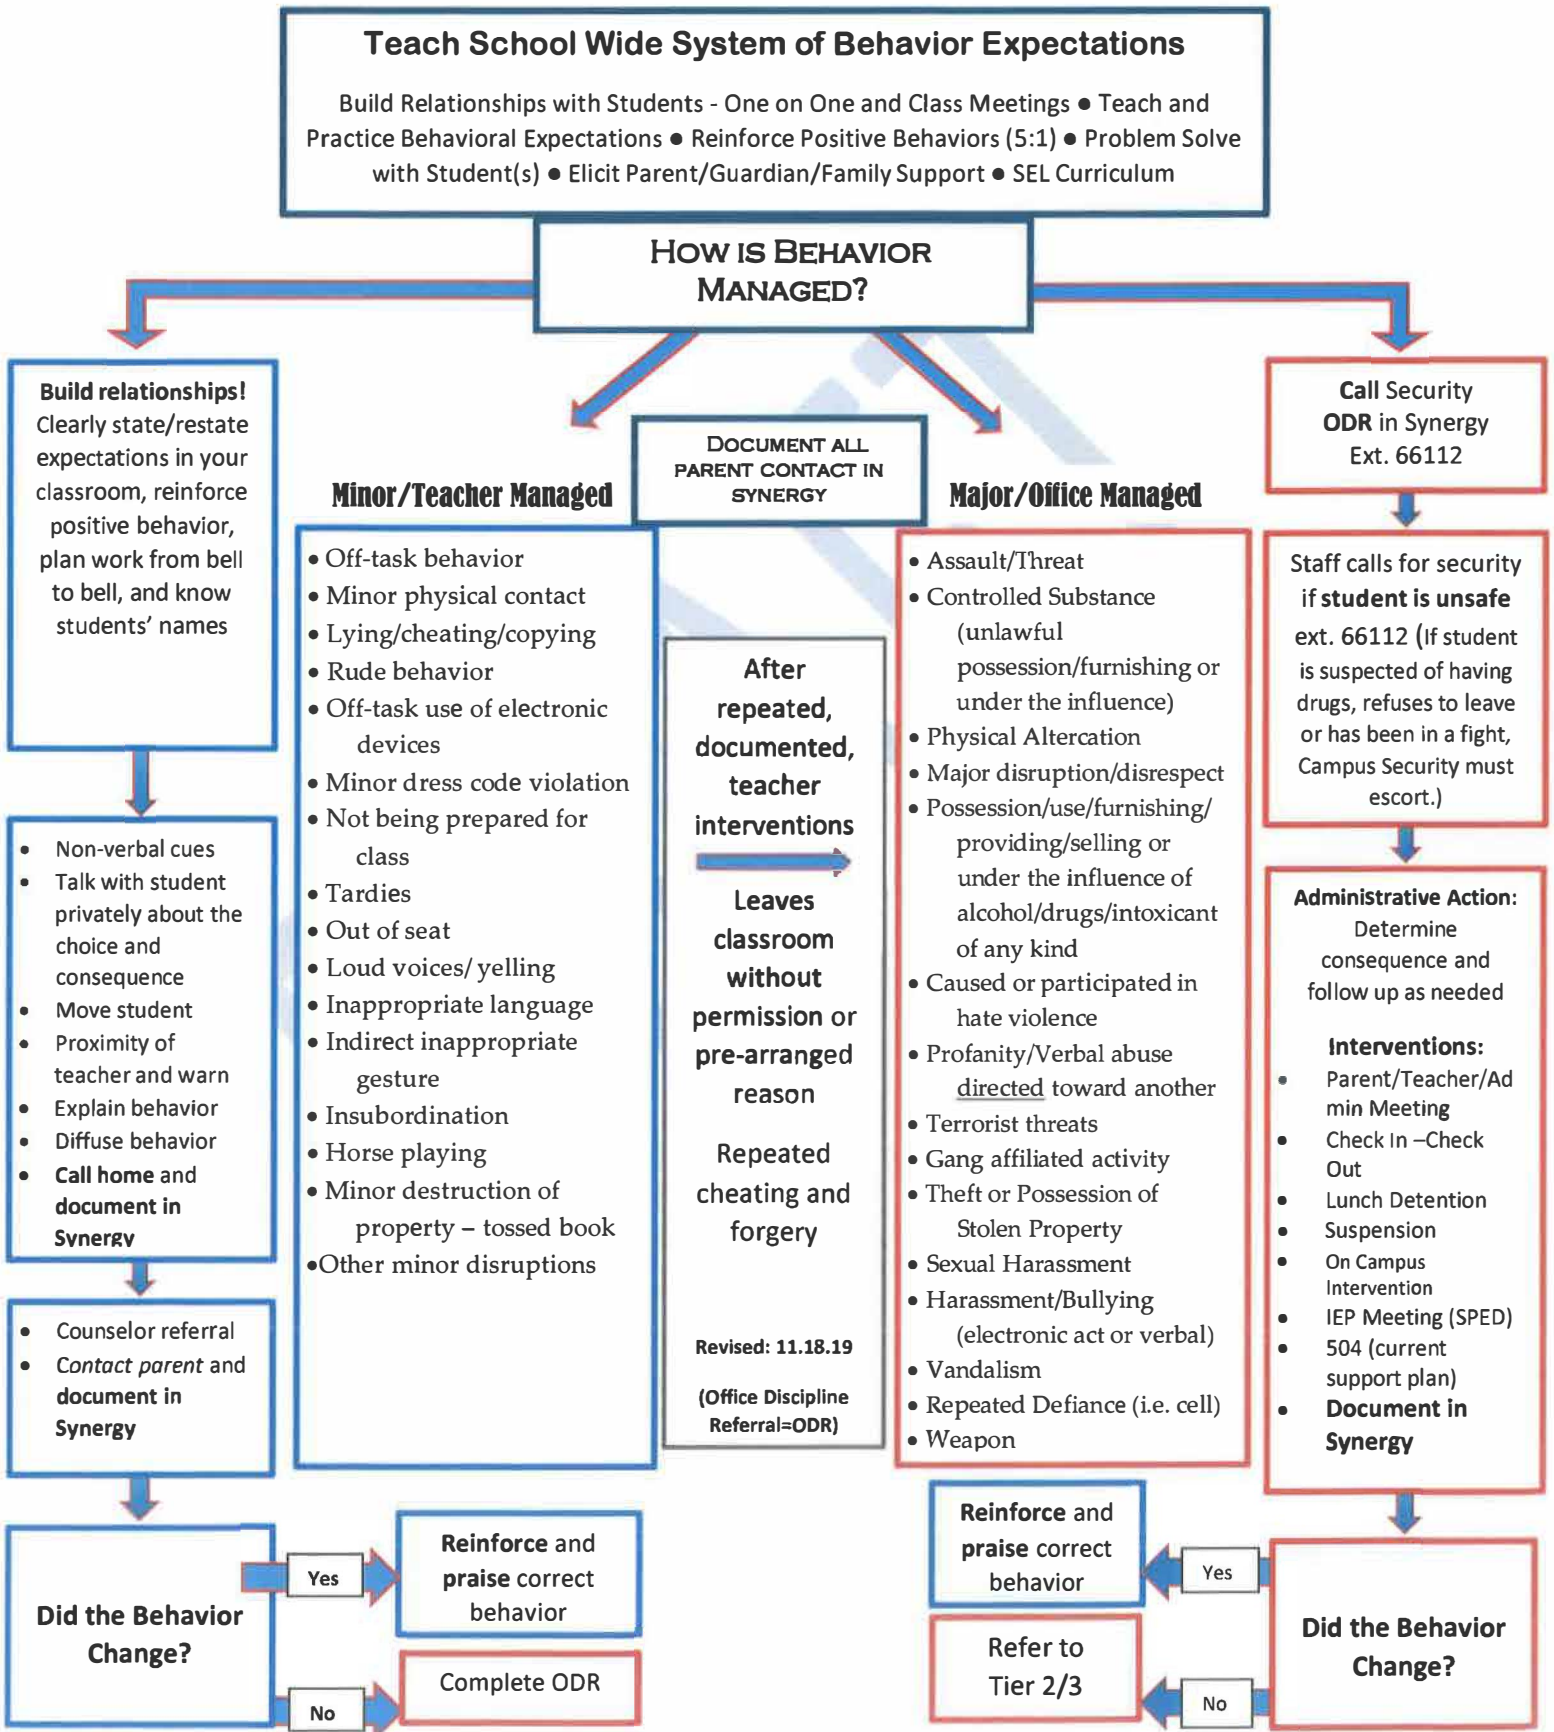 Teach School Wide System of Behavior Expectations
Build Relationships with Students - One on One and Class Meetings ● Teach and
Practice Behavioral Expectations ● Reinforce Positive Behaviors (5:1) ● Problem Solve
with Student(s) ● Elicit Parent/Guardian/Family Support ● SEL Curriculum
HOW IS BEHAVIOR
MANAGED?
Build relationships!
Clearly state/restate
expectations in your
classroom, reinforce
positive behavior,
plan work from bell
to bell, and know
students' names
• Non-verbal cues
• Talk with student
privately about the
choice and
consequence
• Move student
• Proximity of
teacher and warn
• Explain behavior
• Diffuse behavior
• Call home and
document in
Synergy
• Counselor referral
• Contact parent and
document in
Synergy
Did the Behavior
Change?
Yes
Reinforce and
praise correct
behavior
No
Complete ODR
Minor/Teacher Managed
• Off-task behavior
• Minor physical contact
• Lying/cheating/copying
• Rude behavior
• Off-task use of electronic
devices
• Minor dress code violation
• Not being prepared for
class
• Tardies
• Out of seat
• Loud voices/ yelling
• Inappropriate language
• Indirect inappropriate
gesture
• Insubordination
• Horse playing
• Minor destruction of
property – tossed book
•Other minor disruptions
DOCUMENT ALL
PARENT CONTACT IN
SYNERGY
After
repeated,
documented,
teacher
interventions
Leaves
classroom
without
permission or
pre-arranged
reason
Repeated
cheating and
forgery
Revised: 11.18.19
(Office Discipline
Referral=ODR)
Major/Office Managed
• Assault/Threat
• Controlled Substance
(unlawful
possession/furnishing or
under the influence)
• Physical Altercation
• Major disruption/disrespect
• Possession/use/furnishing/
providing/selling or
under the influence of
alcohol/drugs/intoxicant
of any kind
• Caused or participated in
hate violence
• Profanity/Verbal abuse
directed toward another
• Terrorist threats
• Gang affiliated activity
• Theft or Possession of
Stolen Property
• Sexual Harassment
• Harassment/Bullying
(electronic act or verbal)
• Vandalism
• Repeated Defiance (i.e. cell)
• Weapon
Call Security
ODR in Synergy
Ext. 66112
Staff calls for security
if student is unsafe
ext. 66112 (If student
is suspected of having
drugs, refuses to leave
or has been in a fight,
Campus Security must
escort.)
Administrative Action:
Determine
consequence and
follow up as needed
Interventions:
• Parent/Teacher/Ad
min Meeting
• Check In –Check
Out
• Lunch Detention
• Suspension
• On Campus
Intervention
• IEP Meeting (SPED)
• 504 (current
support plan)
• Document in
Synergy
Did the Behavior
Change?
Yes
Reinforce and
praise correct
behavior
No
Refer to
Tier 2/3